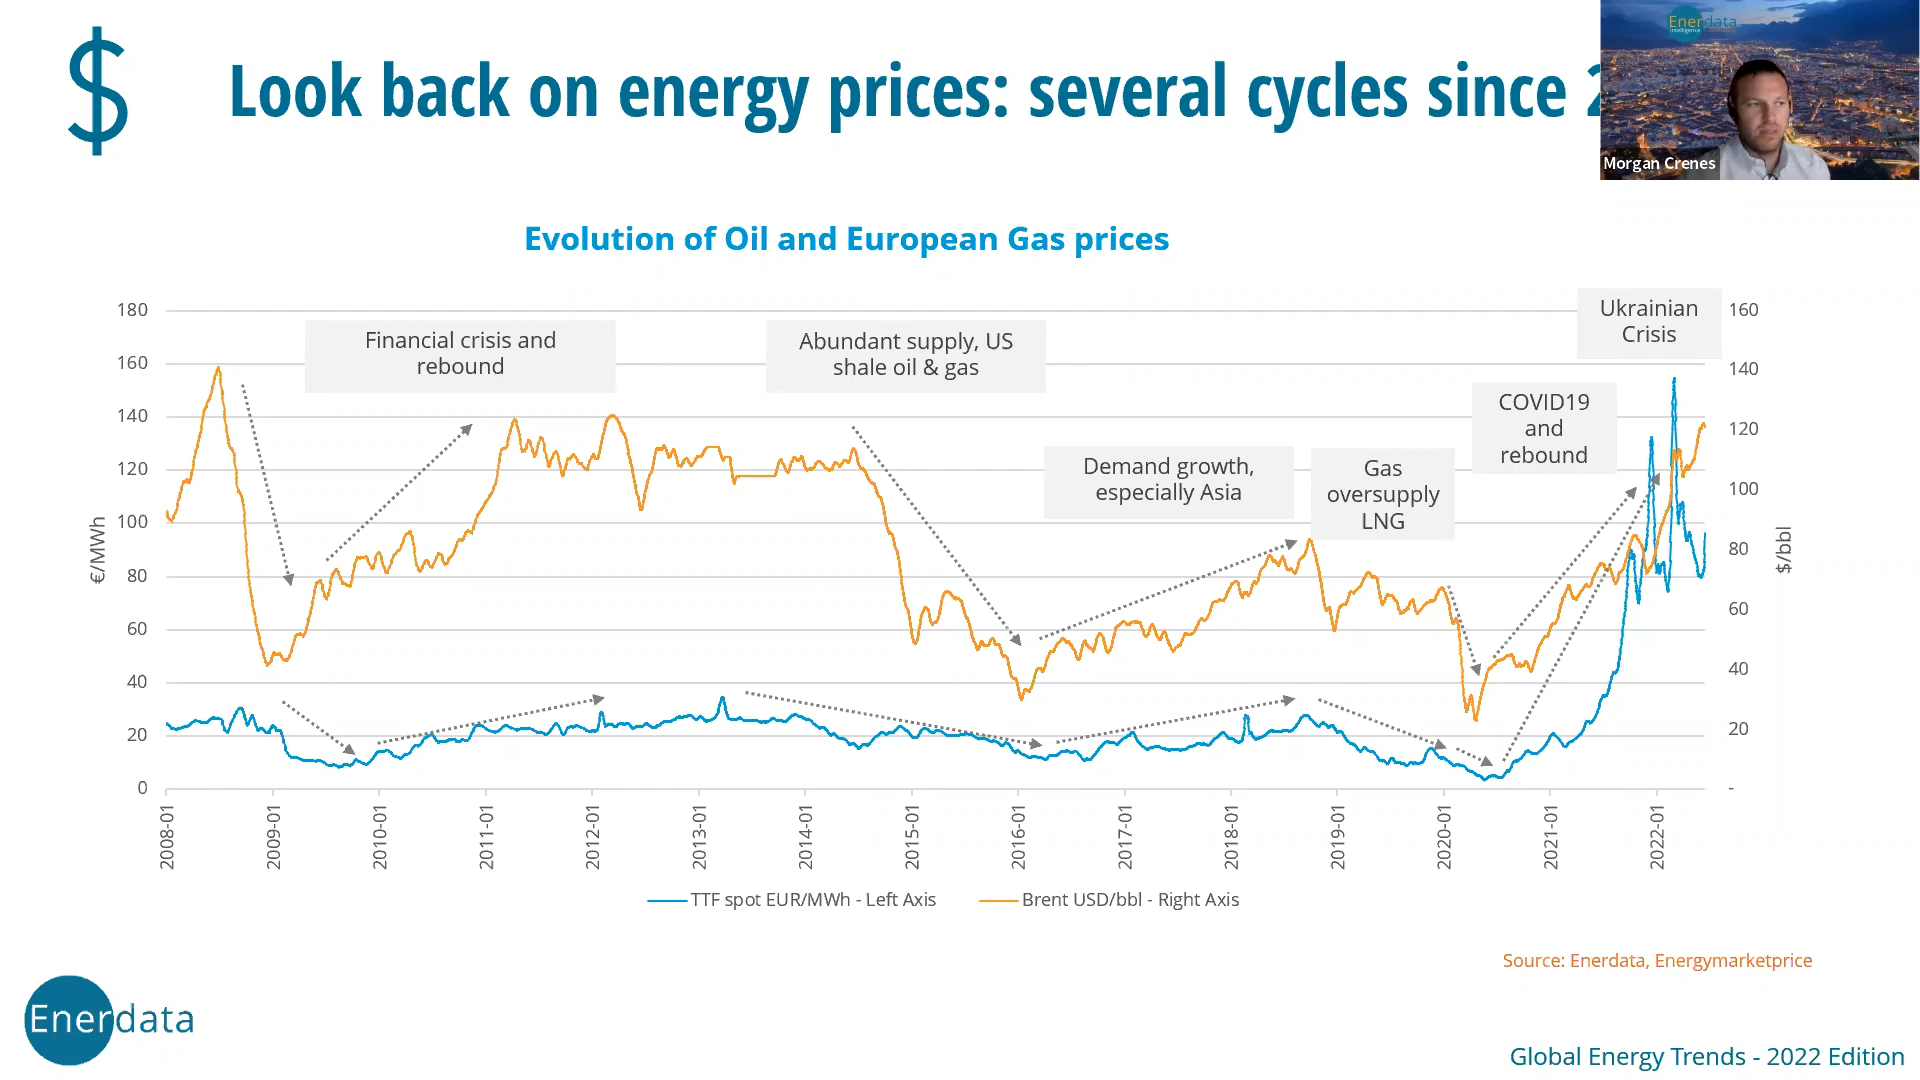 $
Look back on energy prices: several cycles since
Enerdata
Morgan Crenes
Evolution of Oil and European Gas prices
180
160
140
120
100
80
60
40
20
0
€/MWh
160
140
120
100
80
60
40
20
-
$/bbl
Financial crisis and
rebound
Abundant supply, US
shale oil & gas
Demand growth,
especially Asia
Gas
oversupply
LNG
COVID19
and
rebound
Ukrainian
Crisis
2008-01
2009-01
2010-01
2011-01
2012-01
2013-01
2014-01
2015-01
2016-01
2017-01
2018-01
2019-01
2020-01
2021-01
2022-01
TTF spot EUR/MWh - Left Axis
Brent USD/bbl - Right Axis
Source: Enerdata, Energymarketprice
Enerdata
Global Energy Trends - 2022 Edition